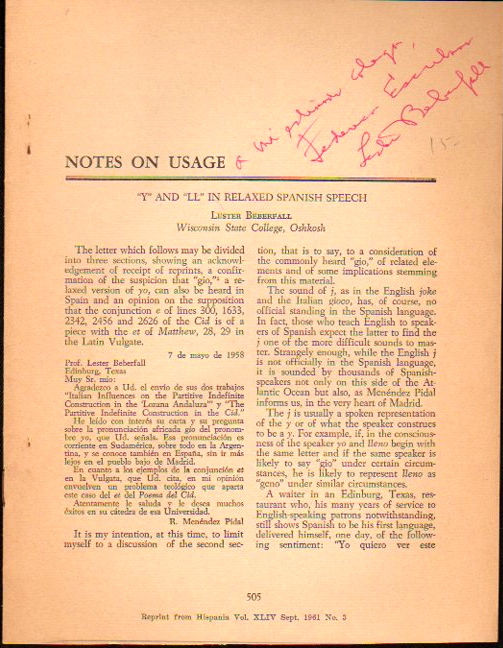 a mi estimado colega,
Federico Escribano
Lester Beberfall
15-
NOTES ON USAGE
"Y" AND "LL" IN RELAXED SPANISH SPEECH
LESTER BEBERFALL
Wisconsin State College, Oshkosh
The letter which follows may be divided
into three sections, showing an acknowl-
edgement of receipt of reprints, a confir-
mation of the suspicion that "gio,"¹ a re-
laxed version of yo, can also be heard in
Spain and an opinion on the supposition
that the conjunction e of lines 300, 1633,
2342, 2456 and 2626 of the Cid is of a
piece with the et of Matthew, 28, 29 in
the Latin Vulgate.
7 de mayo de 1958
Prof. Lester Beberfall
Edinburg, Texas
Muy Sr. mio:
Agradezco a Ud. el envío de sus dos trabajos
"Italian Influences on the Partitive Indefinite
Construction in the 'Lozana Andaluza'" y "The
Partitive Indefinite Construction in the Cid."
He leído con interés su carta y su pregunta
sobre la pronunciación africada gio del pronom-
bre yo, que Ud. señala. Esa pronunciación es
corriente en Sudamérica, sobre todo en la Argen-
tina, y se conoce también en España, sin ir más
lejos en el pueblo bajo de Madrid.
En cuanto a los ejemplos de la conjunción et
en la Vulgata, que Ud. cita, en mi opinión
envuelven un problema teológico que aparta
este caso del et del Poema del Cid.
Atentamente le saluda y le desea muchos
éxitos en su cátedra de esa Universidad.
R. Menéndez Pidal
It is my intention, at this time, to limit
myself to a discussion of the second sec-
tion, that is to say, to a consideration of
the commonly heard "gio," of related ele-
ments and of some implications stemming
from this material.
The sound of j, as in the English joke
and the Italian gioco, has, of course, no
official standing in the Spanish language.
In fact, those who teach English to speak-
ers of Spanish expect the latter to find the
j one of the more difficult sounds to mas-
ter. Strangely enough, while the English j
is not officially in the Spanish language,
it is sounded by thousands of Spanish-
speakers not only on this side of the At-
lantic Ocean but also, as Menéndez Pidal
informs us, in the very heart of Madrid.
The j is usually a spoken representation
of the y or of what the speaker construes
to be a y. For example, if, in the conscious-
ness of the speaker yo and lleno begin with
the same letter and if the same speaker is
likely to say "gio" under certain circum-
stances, he is likely to represent lleno as
"geno" under similar circumstances.
A waiter in an Edinburg, Texas, res-
taurant who, his many years of service to
English-speaking patrons notwithstanding,
still shows Spanish to be his first language,
delivered himself, one day, of the follow-
ing sentiment: "Yo quiero ver este
505
Reprint from Hispania Vol. XLIV Sept. 1961 No. 3